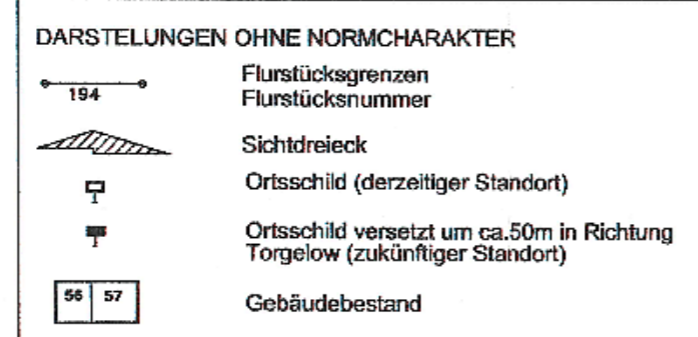 DARSTELUNGEN OHNE NORMCHARAKTER
194
Flurstücksgrenzen
Flurstücksnummer
Sichtdreieck
Ortsschild (derzeitiger Standort)
Ortsschild versetzt um ca.50m in Richtung
Torgelow (zukünftiger Standort)
56 57
Gebäudebestand